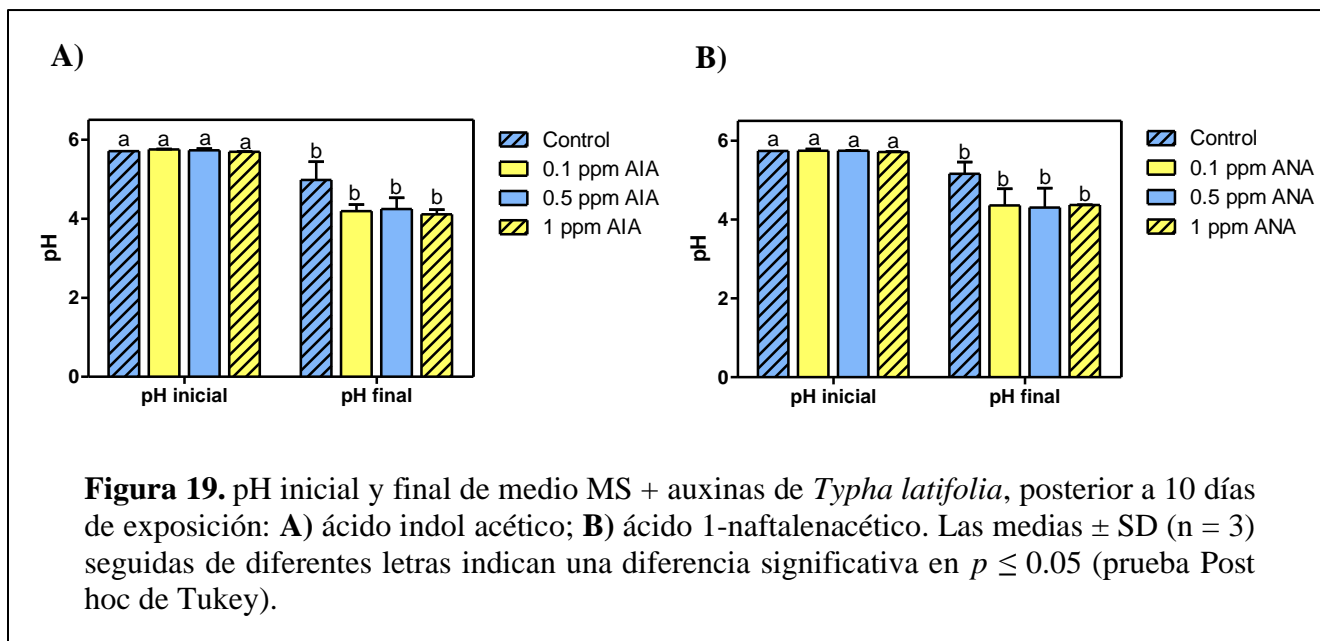 A)
B)
6
4
2
0
pH
a a a a
b b b b
pH inicial
pH final
Control
0.1 ppm AIA
0.5 ppm AIA
1 ppm AIA
6
4
2
0
pH
a a a a
b b b b
pH inicial
pH final
Control
0.1 ppm ANA
0.5 ppm ANA
1 ppm ANA
Figura 19. pH inicial y final de medio MS + auxinas de Typha latifolia, posterior a 10 días
de exposición: A) ácido indol acético; B) ácido 1-naftalenacético. Las medias ± SD (n = 3)
seguidas de diferentes letras indican una diferencia significativa en p ≤ 0.05 (prueba Post
hoc de Tukey).